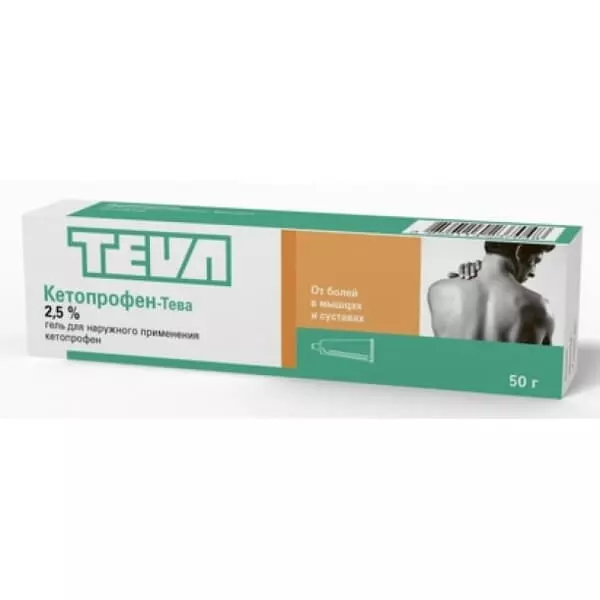 TEVA
Кетопрофен-Тева
2,5 %
гель для наружного применения
кетопрофен
От болей
в мышцах
и суставах
50 г